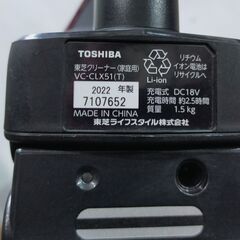 TOSHIBA
東芝クリーナー(家庭用)
VC-CLX51(T)
2022 年製
7107652
MADE IN CHINA
Li-ion
リチウム
イオン電池は
リサイクルへ
充電式 DC18V
充電時間 約2.5時間
質量 1.5kg
東芝ライフスタイル株式会社